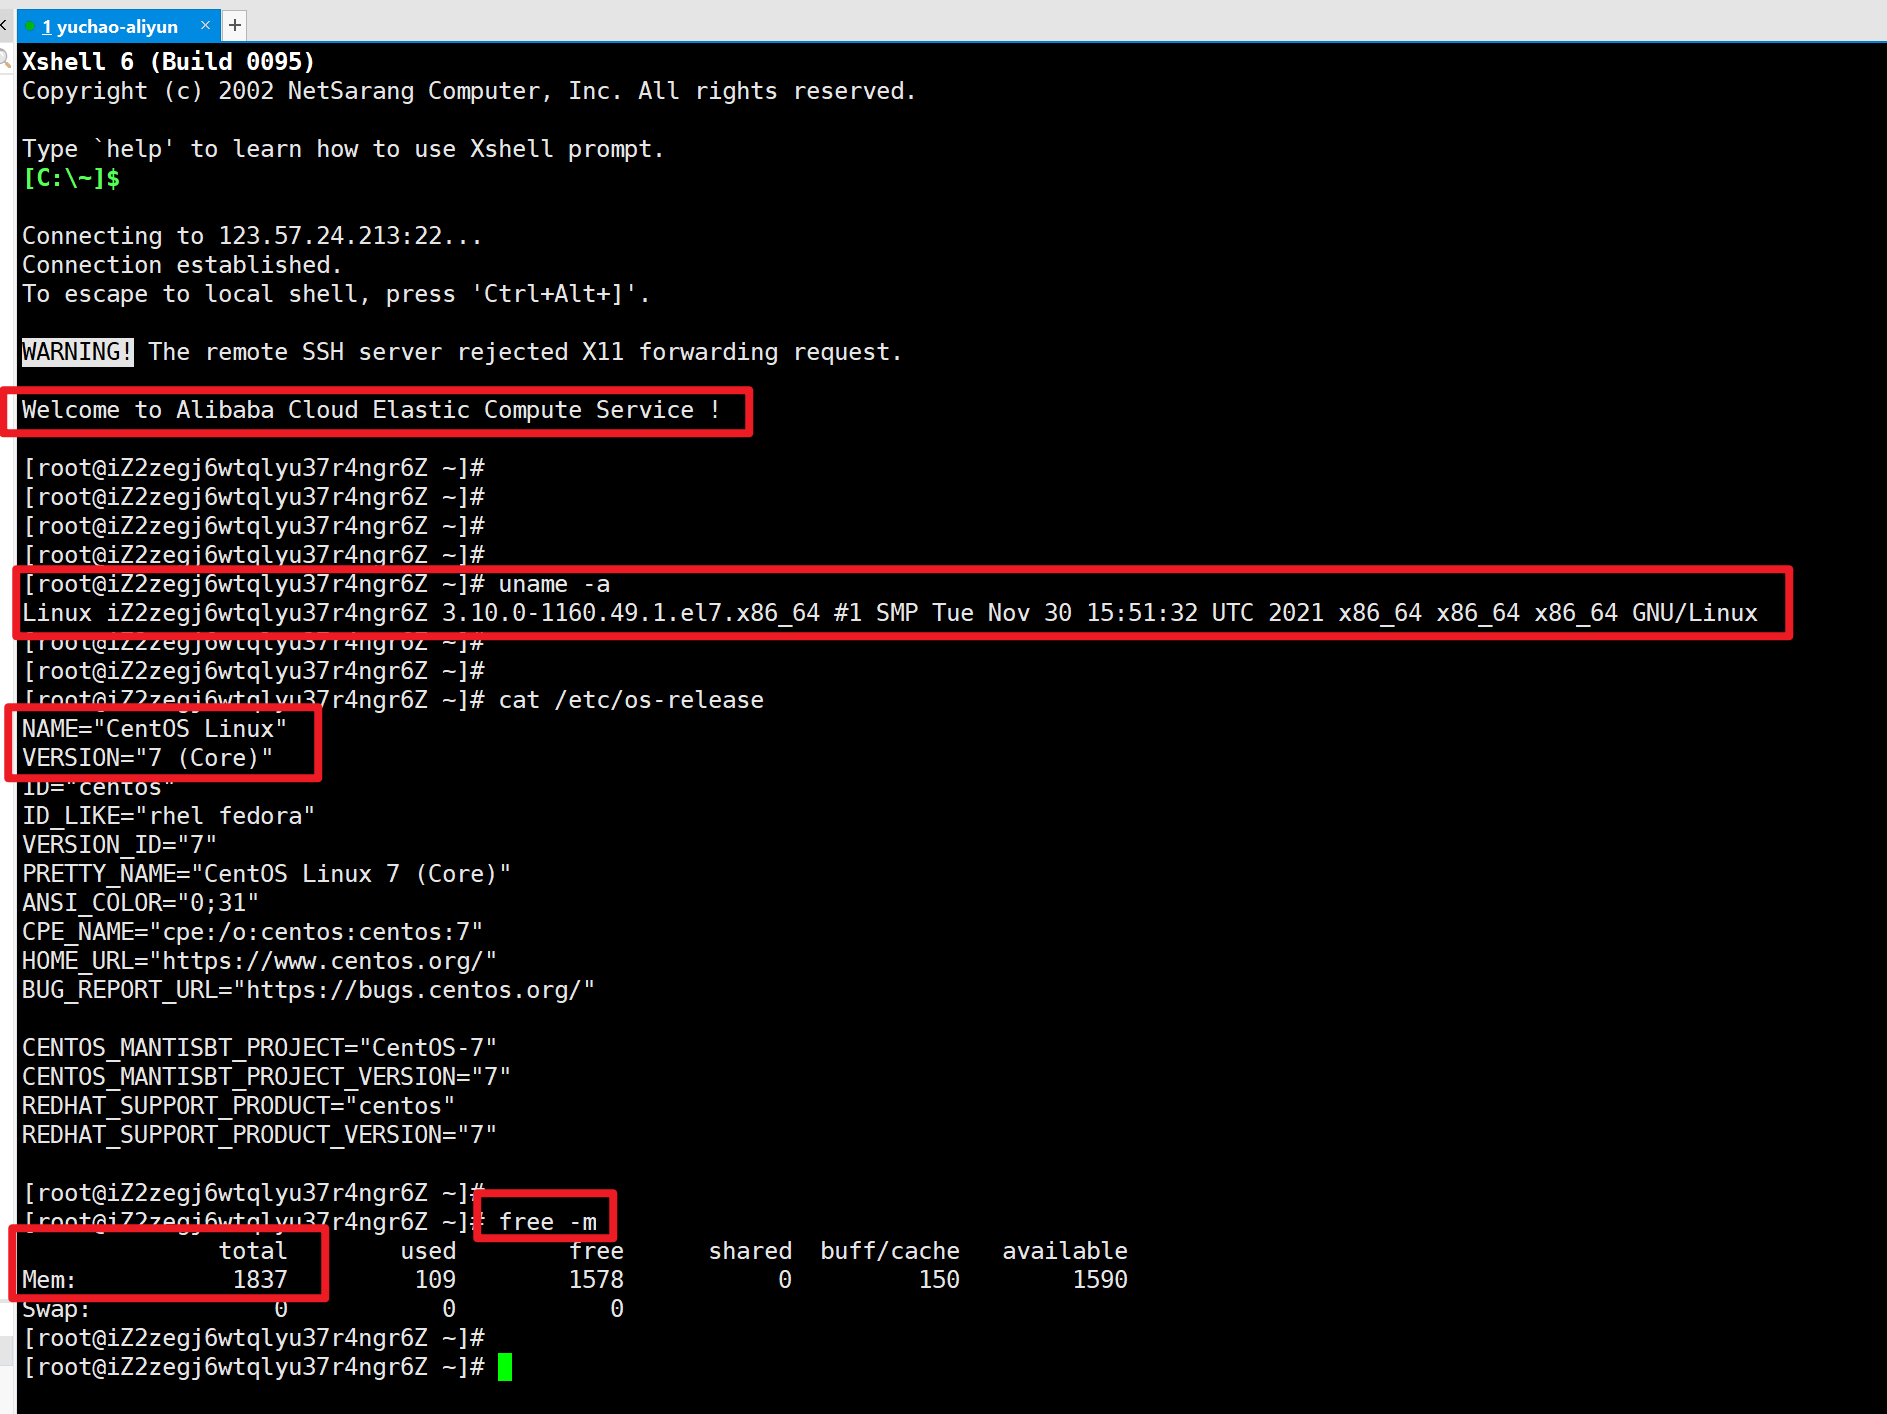 1 yuchao-aliyun × +
Xshell 6 (Build 0095)
Copyright (c) 2002 NetSarang Computer, Inc. All rights reserved.
Type `help' to learn how to use Xshell prompt.
[C:\~]$
Connecting to 123.57.24.213:22...
Connection established.
To escape to local shell, press 'Ctrl+Alt+]'.
WARNING! The remote SSH server rejected X11 forwarding request.
Welcome to Alibaba Cloud Elastic Compute Service !
[root@iZ2zegj6wtqlyu37r4ngr6Z ~]#
[root@iZ2zegj6wtqlyu37r4ngr6Z ~]#
[root@iZ2zegj6wtqlyu37r4ngr6Z ~]#
[root@iZ2zegj6wtqlyu37r4ngr6Z ~]#
[root@iZ2zegj6wtqlyu37r4ngr6Z ~]# uname -a
Linux iZ2zegj6wtqlyu37r4ngr6Z 3.10.0-1160.49.1.el7.x86_64 #1 SMP Tue Nov 30 15:51:32 UTC 2021 x86_64 x86_64 x86_64 GNU/Linux
[root@iZ2zegj6wtqlyu37r4ngr6Z ~]#
[root@iZ2zegj6wtqlyu37r4ngr6Z ~]#
[root@iZ2zegj6wtqlyu37r4ngr6Z ~]# cat /etc/os-release
NAME="CentOS Linux"
VERSION="7 (Core)"
ID="centos"
ID_LIKE="rhel fedora"
VERSION_ID="7"
PRETTY_NAME="CentOS Linux 7 (Core)"
ANSI_COLOR="0;31"
CPE_NAME="cpe:/o:centos:centos:7"
HOME_URL="https://www.centos.org/"
BUG_REPORT_URL="https://bugs.centos.org/"
CENTOS_MANTISBT_PROJECT="CentOS-7"
CENTOS_MANTISBT_PROJECT_VERSION="7"
REDHAT_SUPPORT_PRODUCT="centos"
REDHAT_SUPPORT_PRODUCT_VERSION="7"
[root@iZ2zegj6wtqlyu37r4ngr6Z ~]#
[root@iZ2zegj6wtqlyu37r4ngr6Z ~]# free -m
total used free shared buff/cache available
Mem: 1837 109 1578 0 150 1590
Swap: 0 0 0
[root@iZ2zegj6wtqlyu37r4ngr6Z ~]#
[root@iZ2zegj6wtqlyu37r4ngr6Z ~]#